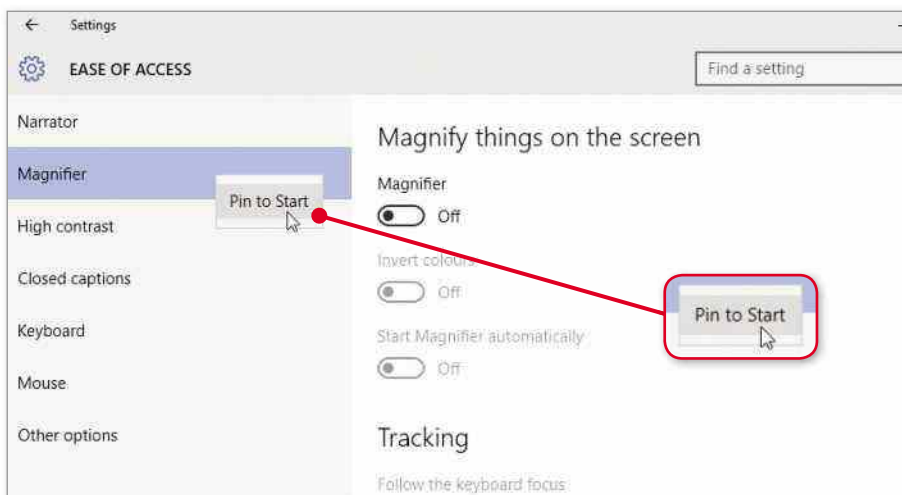 Settings
EASE OF ACCESS
Find a setting
Narrator
Magnifier
High contrast
Closed captions
Keyboard
Mouse
Other options
Pin to Start
Magnify things on the screen
Magnifier
Off
Invert colours
Off
Start Magnifier automatically
Off
Tracking
Follow the keyboard focus
Pin to Start